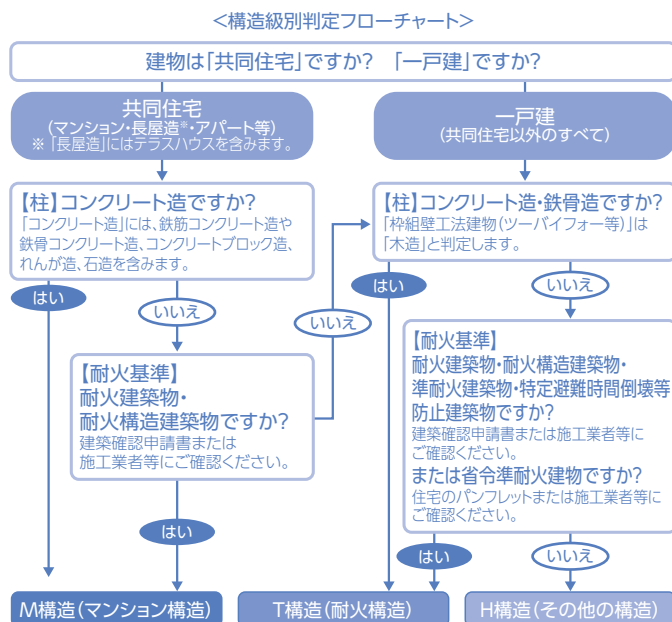 <構造級別判定フローチャート>
建物は「共同住宅」ですか? 「一戸建」ですか?
共同住宅
(マンション・長屋造※・アパート等)
※「長屋造」にはテラスハウスを含みます。
一戸建
(共同住宅以外のすべて)
【柱】コンクリート造ですか?
「コンクリート造」には、鉄筋コンクリート造や
鉄骨コンクリート造、コンクリートブロック造、
れんが造、石造を含みます。
【柱】コンクリート造・鉄骨造ですか?
「枠組壁工法建物(ツーバイフォー等)」は
「木造」と判定します。
はい
いいえ
いいえ
はい
いいえ
【耐火基準】
耐火建築物・
耐火構造建築物ですか?
建築確認申請書または
施工業者等にご確認ください。
【耐火基準】
耐火建築物・耐火構造建築物・
準耐火建築物・特定避難時間倒壊等
防止建築物ですか?
建築確認申請書または施工業者等に
ご確認ください。
または省令準耐火建物ですか?
住宅のパンフレットまたは施工業者等に
ご確認ください。
はい
はい
いいえ
M構造(マンション構造)
T構造(耐火構造)
H構造(その他の構造)